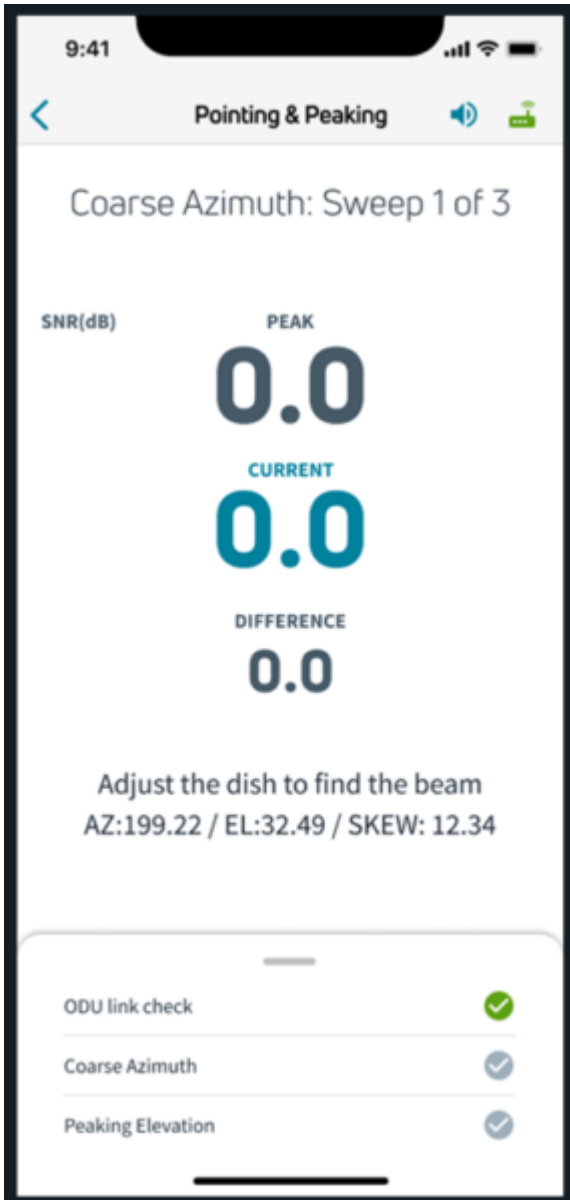 9:41
Pointing & Peaking
Coarse Azimuth: Sweep 1 of 3
SNR(dB)
PEAK
0.0
CURRENT
0.0
DIFFERENCE
0.0
Adjust the dish to find the beam
AZ:199.22 / EL:32.49 / SKEW: 12.34
ODU link check
Coarse Azimuth
Peaking Elevation